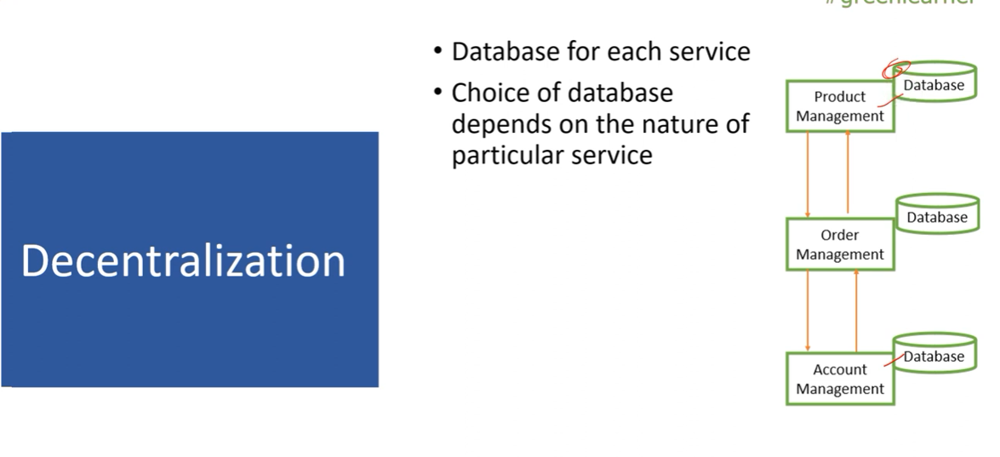 Decentralization
• Database for each service
• Choice of database
depends on the nature of
particular service
Product
Management
Database
Order
Management
Database
Account
Management
Database